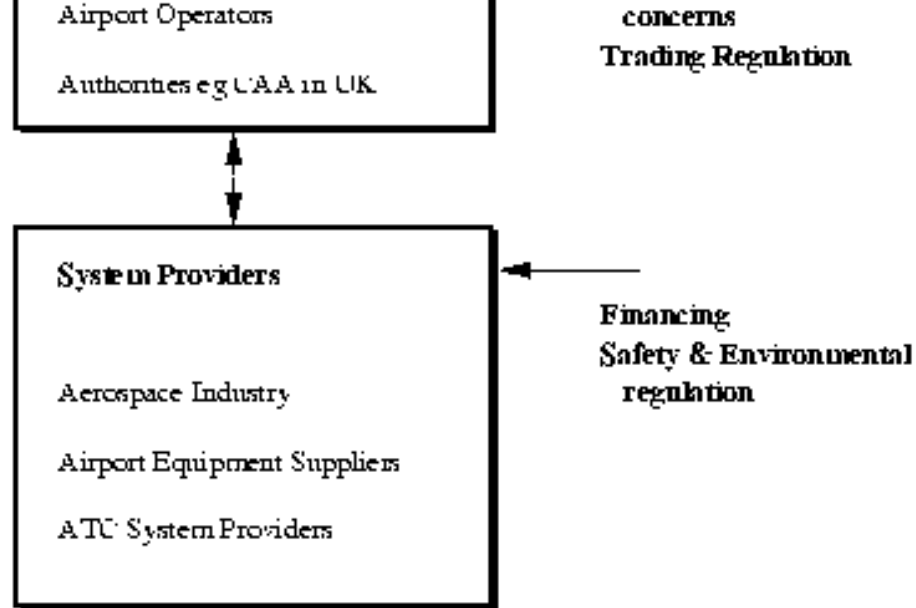 Airport Operators
concerns
Trading Regulation
Authorities eg CAA in UK
System Providers
Financing
Safety & Environmental
regulation
Aerospace Industry
Airport Equipment Suppliers
ATC System Providers